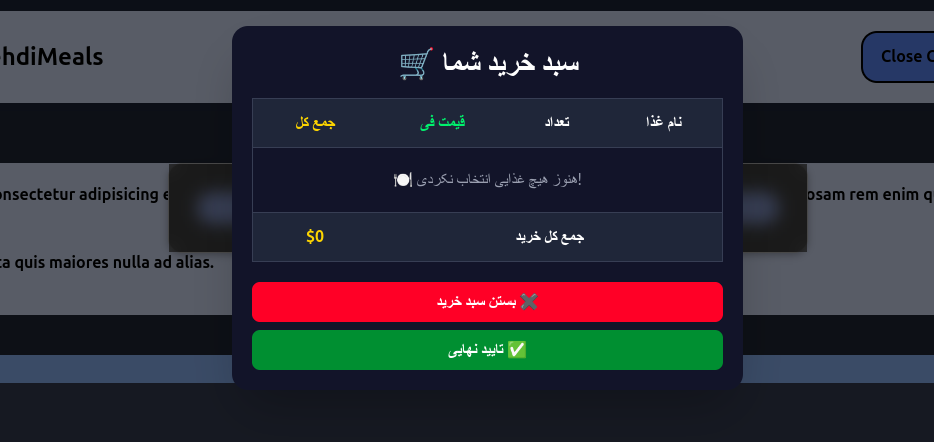 hdiMeals
Close
سبد خرید شما 🛒
نام غذا تعداد قیمت فی جمع کل
هنوز هیچ غذایی انتخاب نکردی 🍽️!
جمع کل خرید $0
onsectetur adipisicing
osam rem enim
quis maiores nulla ad alias.
✖️ بستن سبد خرید
✅ تایید نهایی